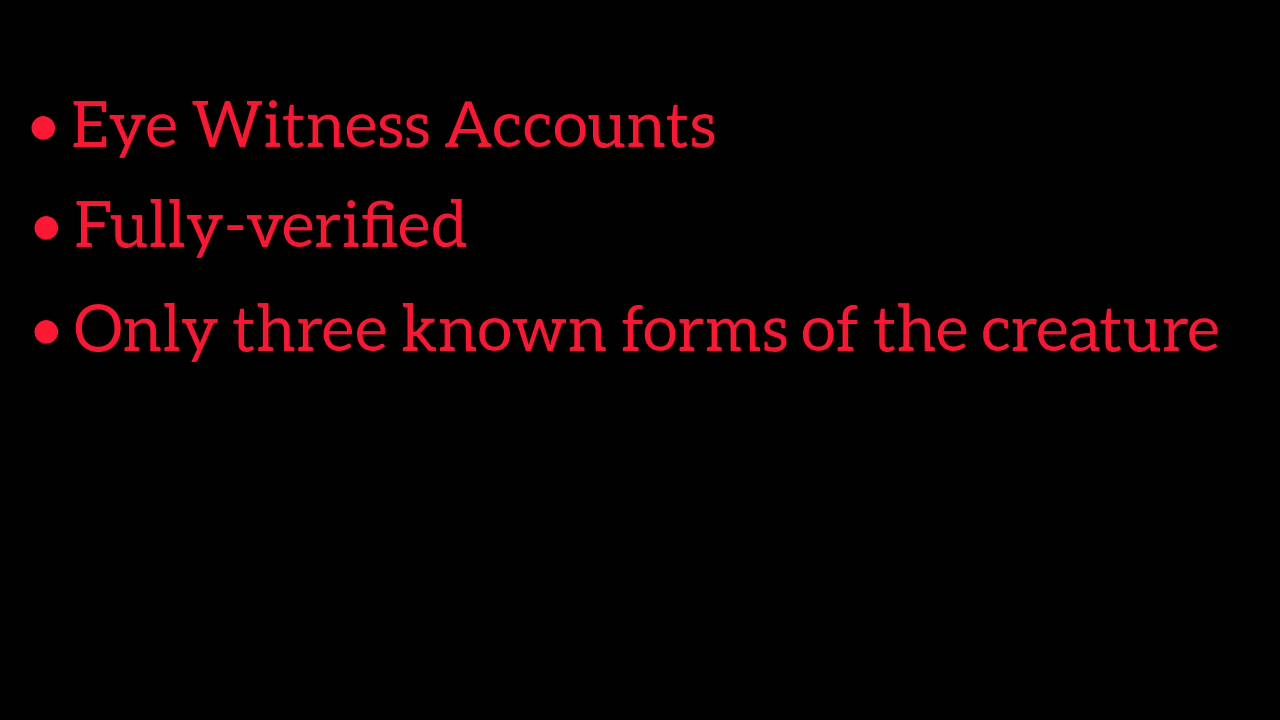 • Eye Witness Accounts
• Fully-verified
• Only three known forms of the creature